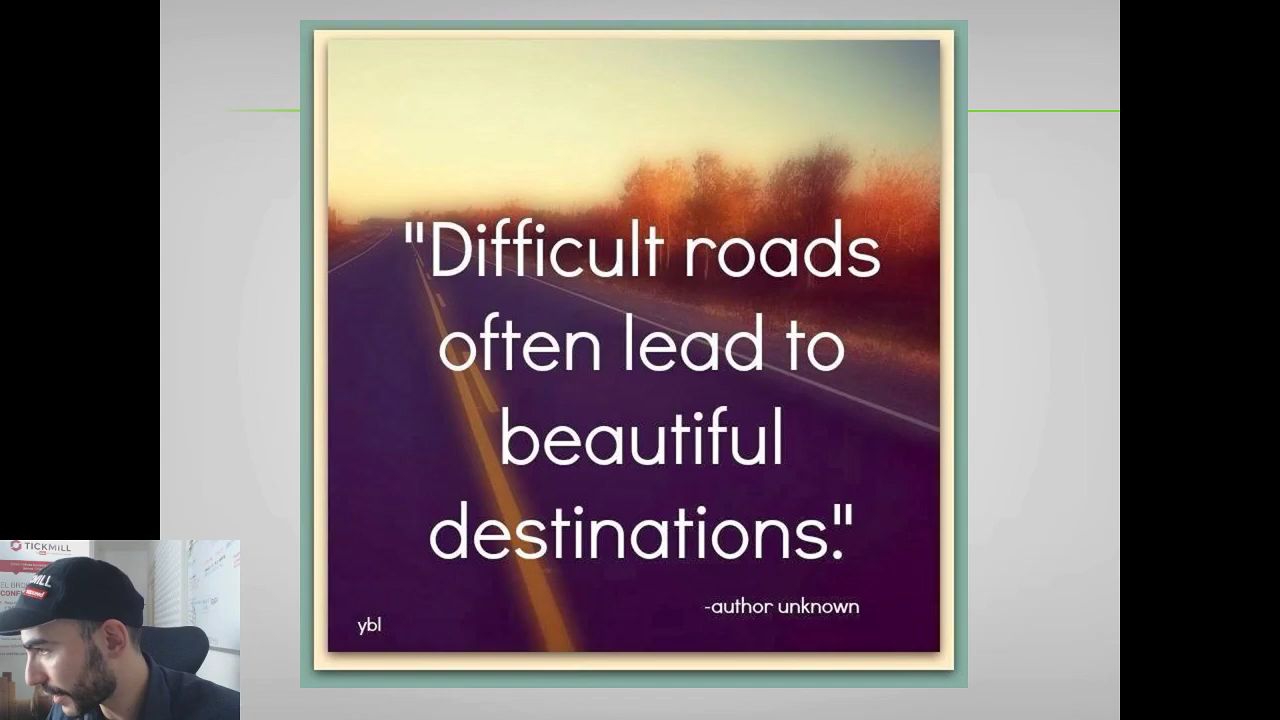 "Difficult roads
often lead to
beautiful
destinations."
-author unknown
ybl
TICKMILL